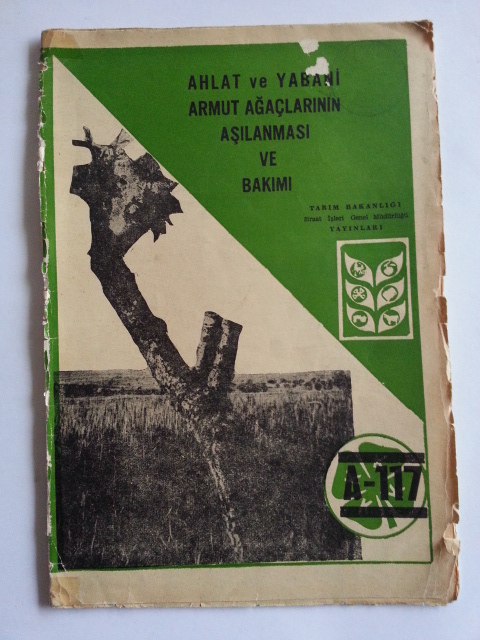 AHLAT ve YABANİ
ARMUT AĞAÇLARININ
AŞILANMASI
VE
BAKIMI
TARIM BAKANLIĞI
Ziraat İşleri Genel Müdürlüğü
YAYINLARI
A-117